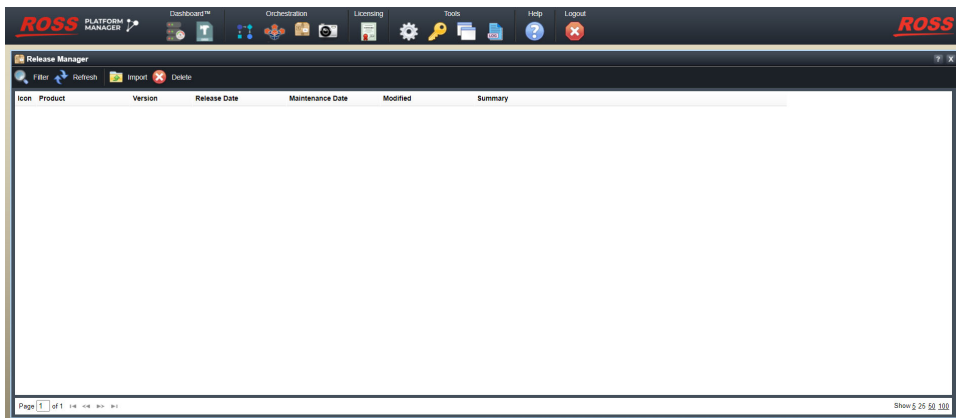 Dashboard™ Orchestration Licensing Tools Help Logout
ROSS PLATFORM MANAGER ROSS
Release Manager ? X
Filter Refresh Import Delete
Icon Product Version Release Date Maintenance Date Modified Summary
Page 1 of 1 Show 5 25 50 100